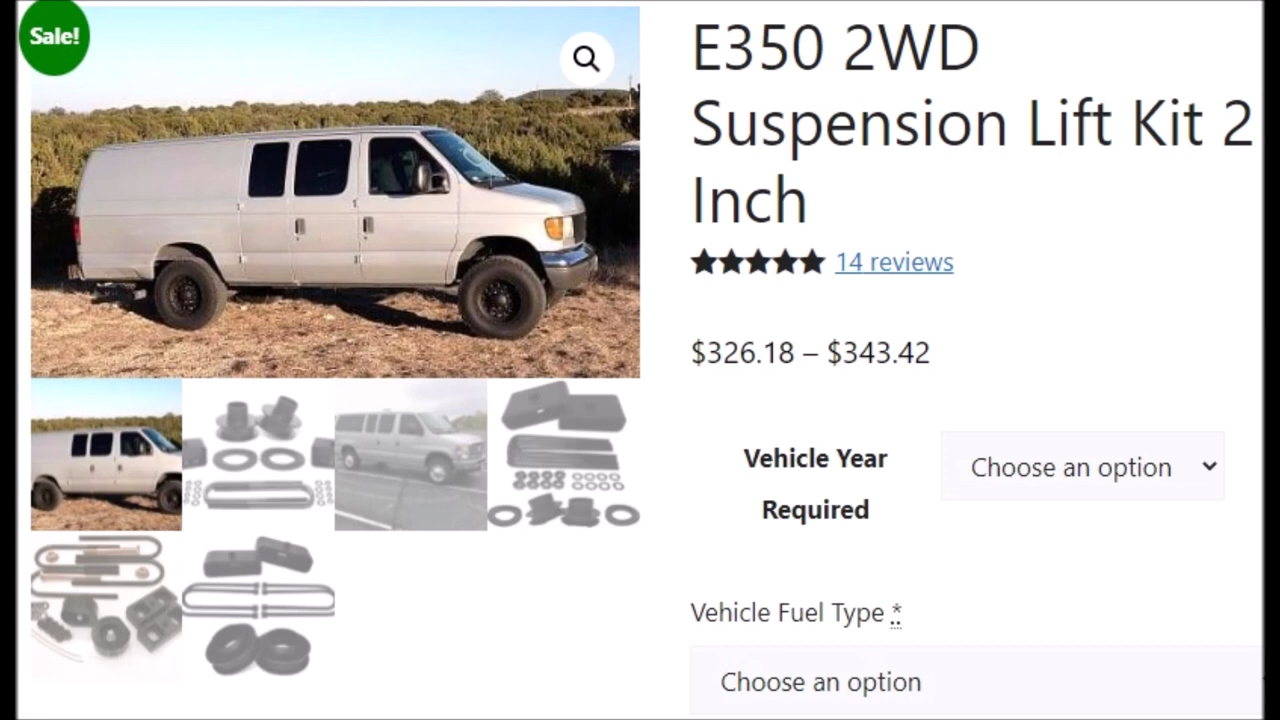 Sale!
E350 2WD
Suspension Lift Kit 2
Inch
14 reviews
$326.18 – $343.42
Vehicle Year
Required
Choose an option
Vehicle Fuel Type *
Choose an option